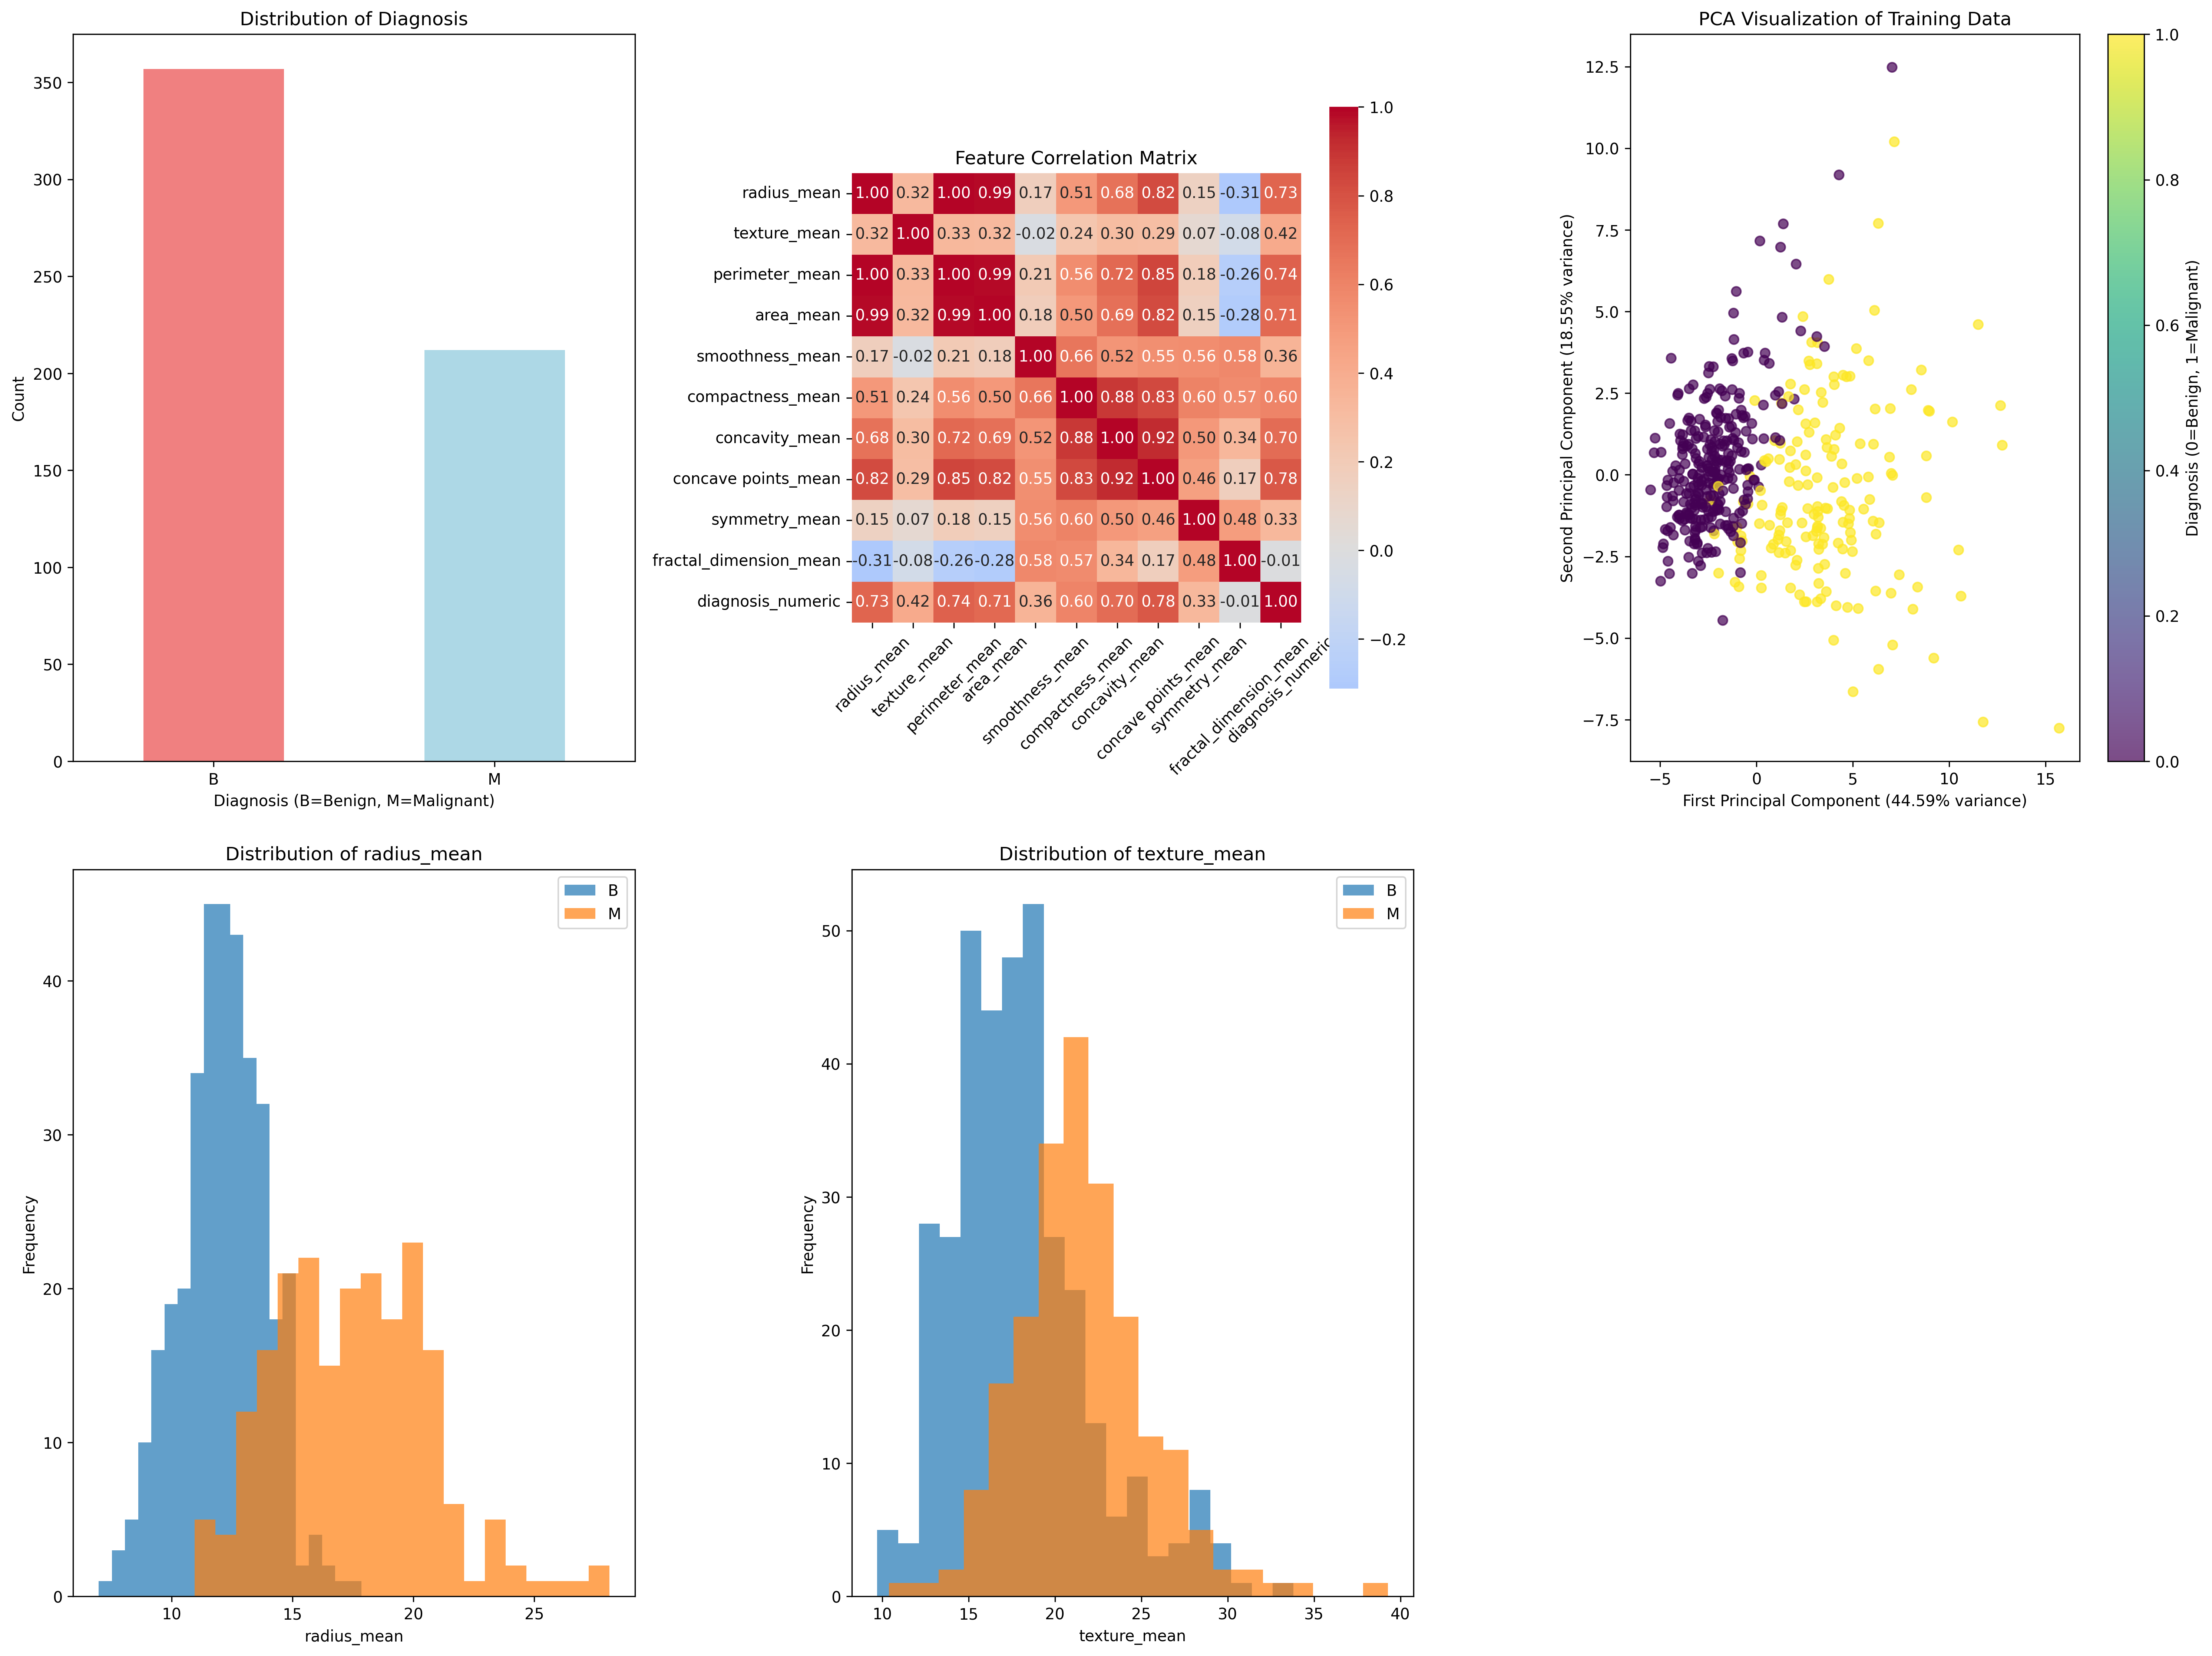 Distribution of Diagnosis
350
300
250
200
150
100
50
0
Count
B M
Diagnosis (B=Benign, M=Malignant)
Feature Correlation Matrix
radius_mean 1.00 0.32 1.00 0.99 0.17 0.51 0.68 0.82 0.15 -0.31 0.73
texture_mean 0.32 1.00 0.33 0.32 -0.02 0.24 0.30 0.29 0.07 -0.08 0.42
perimeter_mean 1.00 0.33 1.00 0.99 0.21 0.56 0.72 0.85 0.18 -0.26 0.74
area_mean 0.99 0.32 0.99 1.00 0.18 0.50 0.69 0.82 0.15 -0.28 0.71
smoothness_mean 0.17 -0.02 0.21 0.18 1.00 0.66 0.52 0.55 0.56 0.58 0.36
compactness_mean 0.51 0.24 0.56 0.50 0.66 1.00 0.88 0.83 0.60 0.57 0.60
concavity_mean 0.68 0.30 0.72 0.69 0.52 0.88 1.00 0.92 0.50 0.34 0.70
concave points_mean 0.82 0.29 0.85 0.82 0.55 0.83 0.92 1.00 0.46 0.17 0.78
symmetry_mean 0.15 0.07 0.18 0.15 0.56 0.60 0.50 0.46 1.00 0.48 0.33
fractal_dimension_mean -0.31 -0.08 -0.26 -0.28 0.58 0.57 0.34 0.17 0.48 1.00 -0.01
diagnosis_numeric 0.73 0.42 0.74 0.71 0.36 0.60 0.70 0.78 0.33 -0.01 1.00
radius_mean
texture_mean
perimeter_mean
area_mean
smoothness_mean
compactness_mean
concavity_mean
concave points_mean
symmetry_mean
fractal_dimension_mean
diagnosis_numeric
1.0
0.8
0.6
0.4
0.2
0.0
−0.2
PCA Visualization of Training Data
12.5
10.0
7.5
5.0
2.5
0.0
−2.5
−5.0
−7.5
Second Principal Component (18.55% variance)
−5 0 5 10 15
First Principal Component (44.59% variance)
1.0
0.8
0.6
0.4
0.2
0.0
Diagnosis (0=Benign, 1=Malignant)
Distribution of radius_mean
B
M
40
30
20
10
0
Frequency
10 15 20 25
radius_mean
Distribution of texture_mean
B
M
50
40
30
20
10
0
Frequency
10 15 20 25 30 35 40
texture_mean